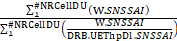 ∑₁^#NRCellDU (W.SNSSAI)
∑₁^#NRCellDU (W.SNSSAI / DRB.UEThpDl.SNSSAI)